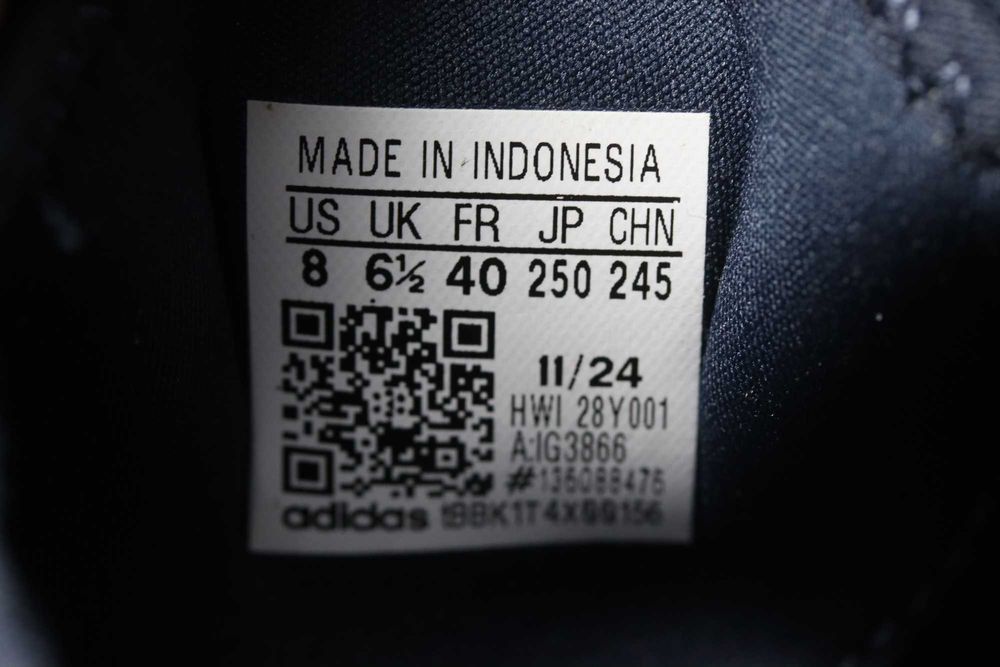 MADE IN INDONESIA
US UK FR JP CHN
8 6½ 40 250 245
11/24
HWI 28Y001
A:IG3866
#136088476
adidas